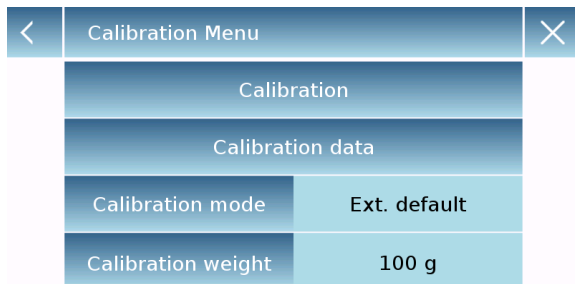 Calibration Menu
Calibration
Calibration data
Calibration mode Ext. default
Calibration weight 100 g